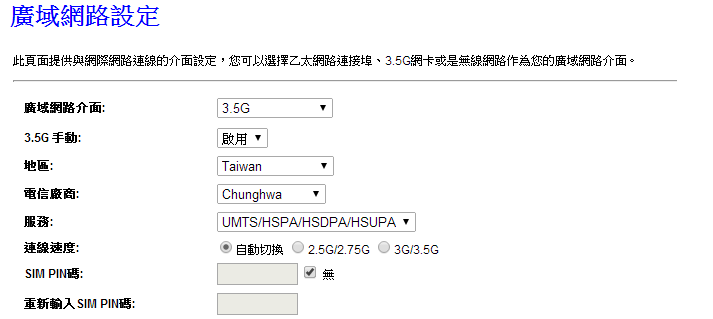 廣域網路設定
此頁面提供與網際網路連線的介面設定，您可以選擇乙太網路連接埠、3.5G網卡或是無線網路作為您的廣域網路介面。
廣域網路介面: 3.5G
3.5G 手動: 啟用
地區: Taiwan
電信廠商: Chunghwa
服務: UMTS/HSPA/HSDPA/HSUPA
連線速度: 自動切換 2.5G/2.75G 3G/3.5G
SIM PIN碼: 無
重新輸入SIM PIN碼: